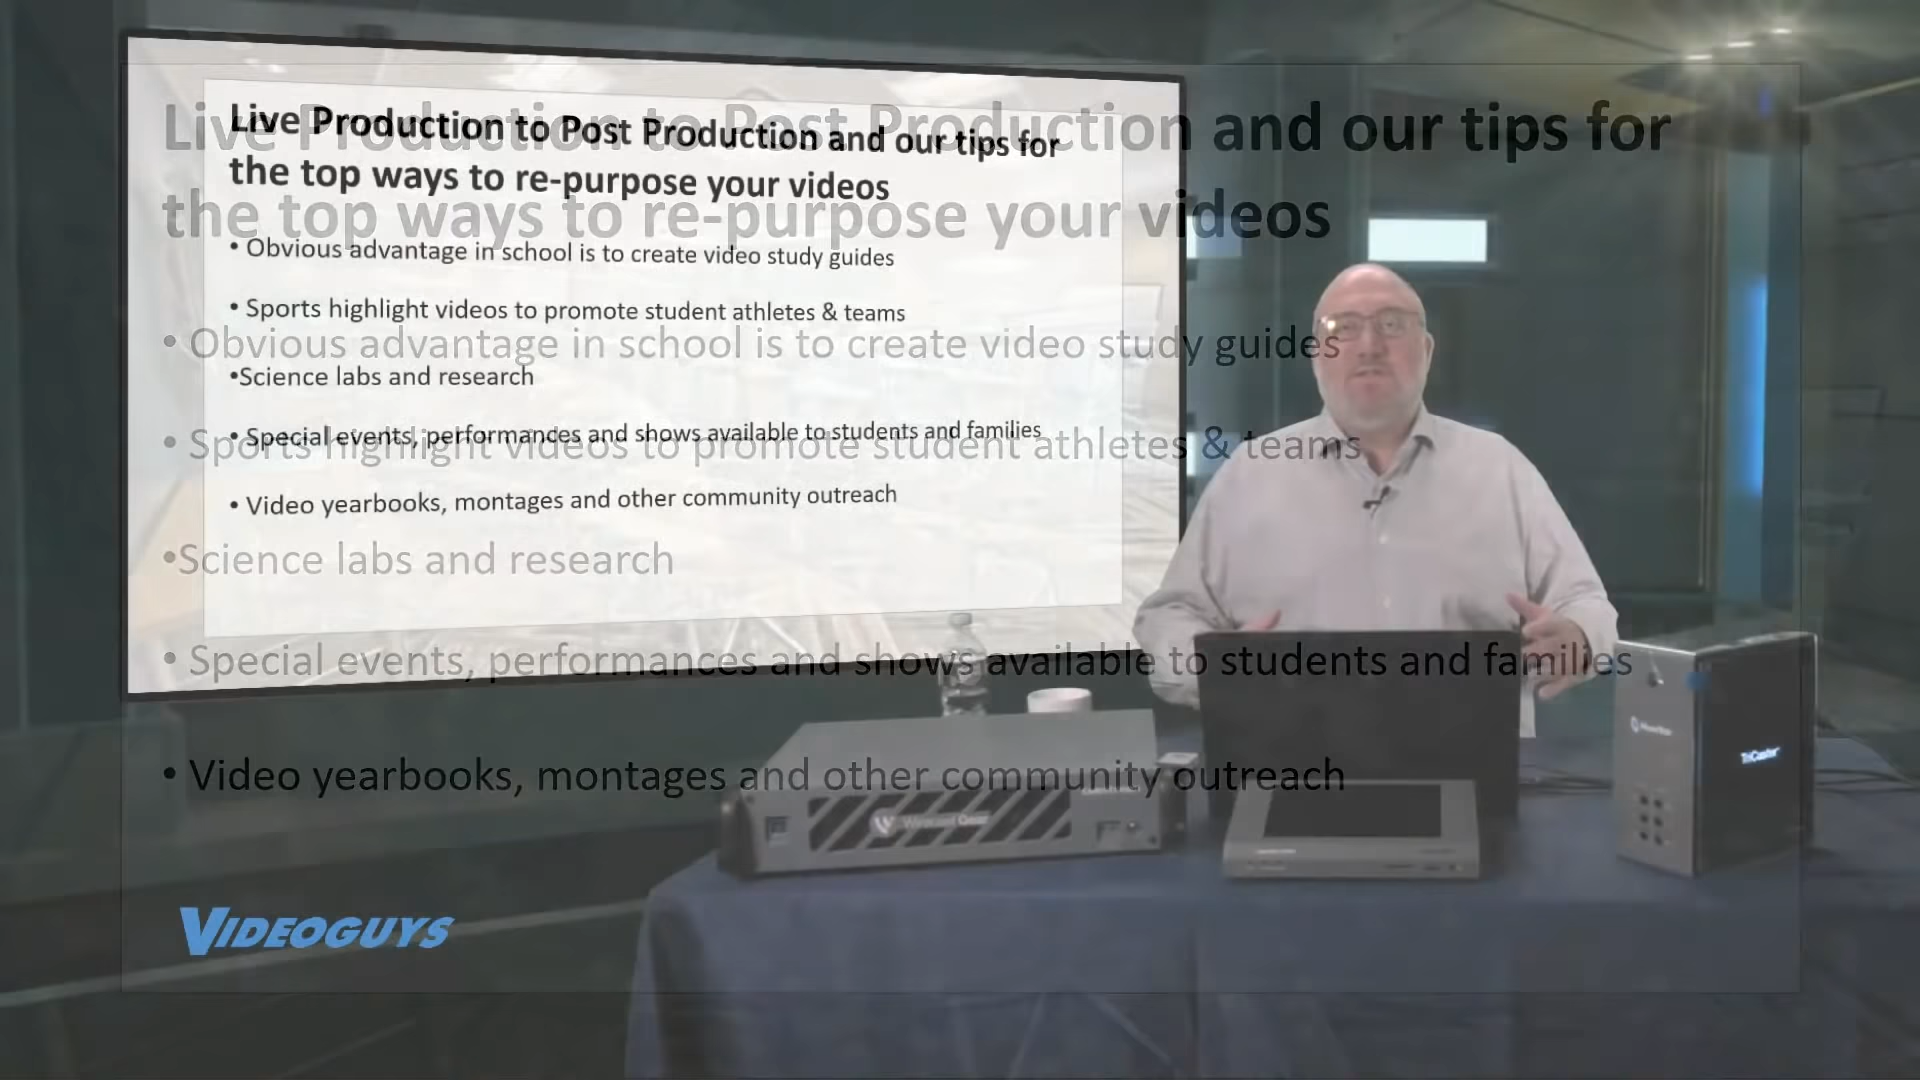 Live Production to Post Production and our tips for
the top ways to re-purpose your videos
• Obvious advantage in school is to create video study guides
• Sports highlight videos to promote student athletes & teams
•Science labs and research
• Special events, performances and shows available to students and families
• Video yearbooks, montages and other community outreach
Live Production to Post Production and our tips for
the top ways to re-purpose your videos
• Obvious advantage in school is to create video study guides
• Sports highlight videos to promote student athletes & teams
•Science labs and research
• Special events, performances and shows available to students and families
• Video yearbooks, montages and other community outreach
TriCaster
VIDEOGUYS